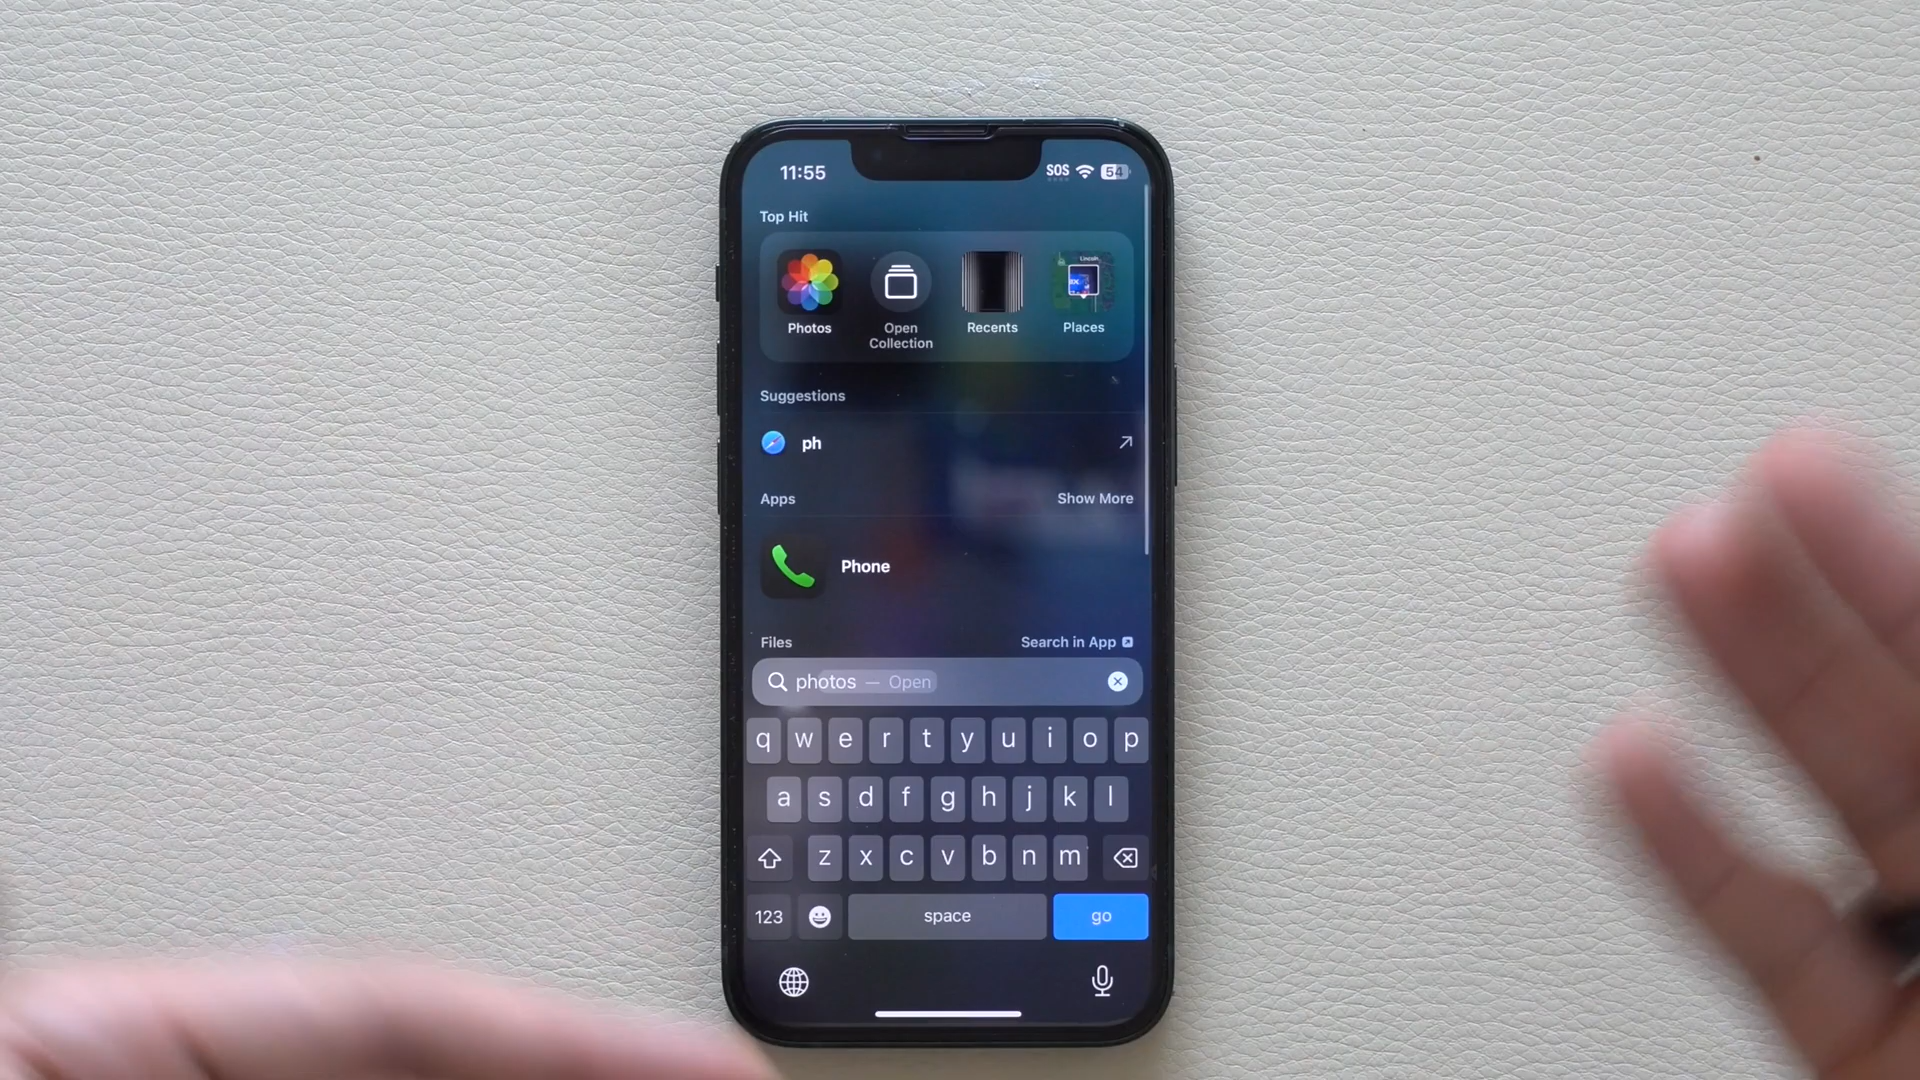 11:55 SOS 54
Top Hit
Photos Open Collection Recents Places
Lincoln
Suggestions
ph
Apps Show More
Phone
Files Search in App
photos — Open
q w e r t y u i o p
a s d f g h j k l
z x c v b n m
123 space go